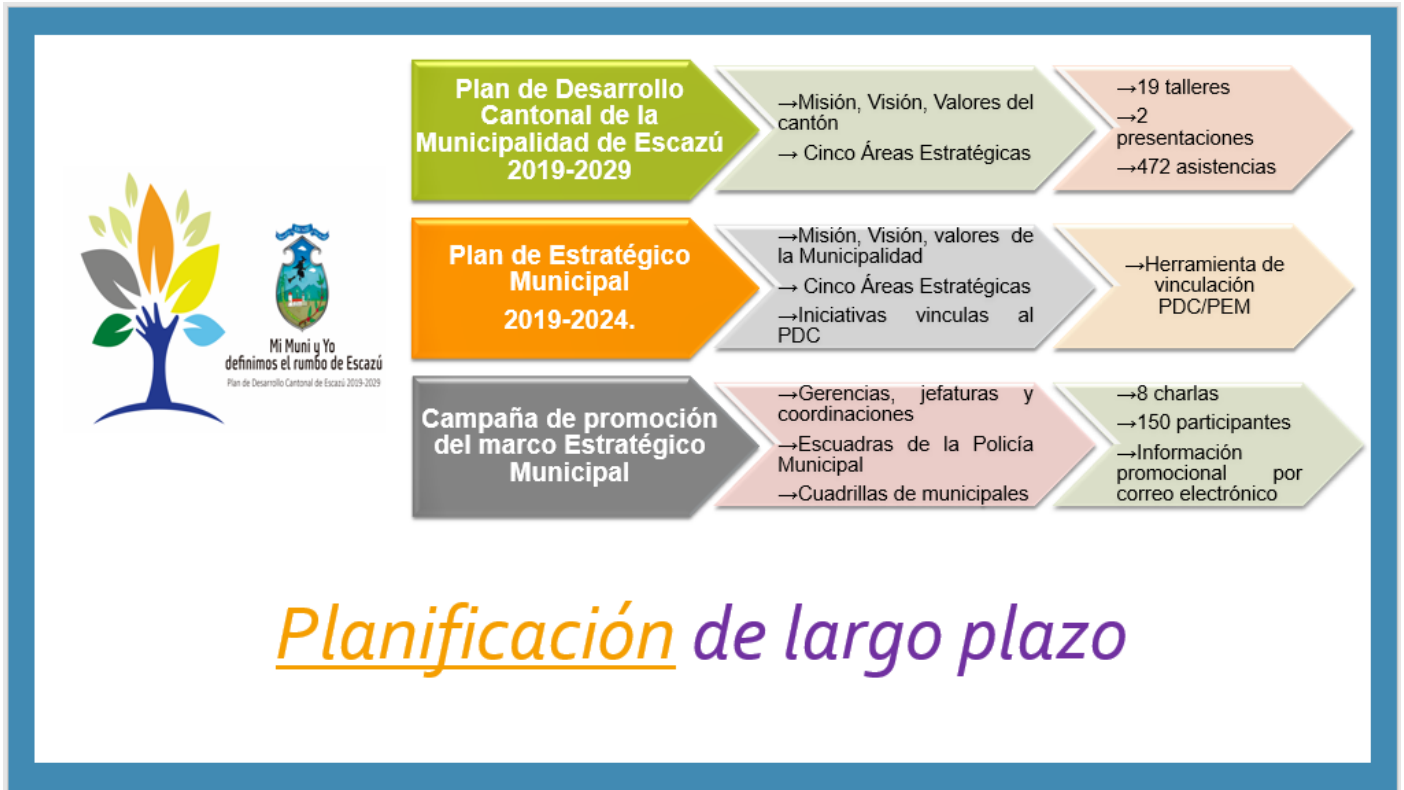 Plan de Desarrollo
Cantonal de la
Municipalidad de Escazú
2019-2029
→Misión, Visión, Valores del
cantón
→ Cinco Áreas Estratégicas
→19 talleres
→2
presentaciones
→472 asistencias
Plan de Estratégico
Municipal
2019-2024.
→Misión, Visión, valores de
la Municipalidad
→ Cinco Áreas Estratégicas
→Iniciativas vinculas al
PDC
→Herramienta de
vinculación
PDC/PEM
Mi Muni y Yo
definimos el rumbo de Escazú
Plan de Desarrollo Cantonal de Escazú 2019-2029
Campaña de promoción
del marco Estratégico
Municipal
→Gerencias, jefaturas y
coordinaciones
→Escuadras de la Policía
Municipal
→Cuadrillas de municipales
→8 charlas
→150 participantes
→Información
promocional por
correo electrónico
Planificación de largo plazo